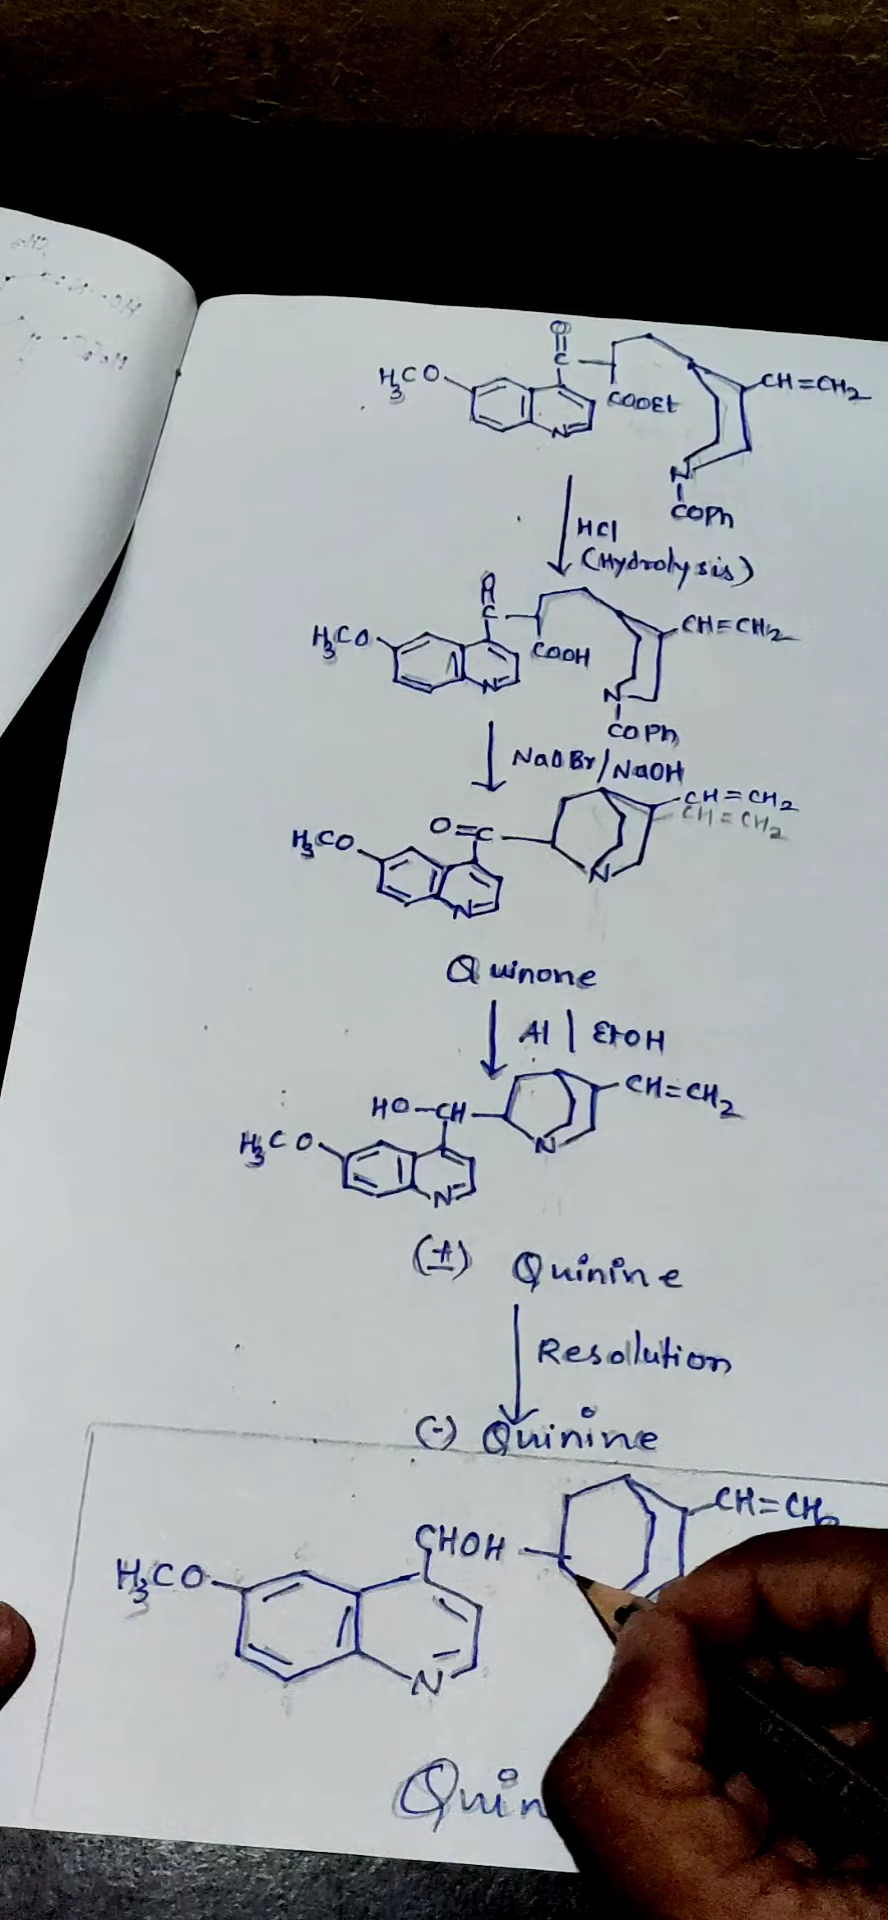 O
C
H3CO
CH=CH2
COOEt
N
N
COPh
HCl
(Hydrolysis)
C
H3CO
CH=CH2
COOH
N
N
COPh
NaOBr/NaOH
CH=CH2
CH=CH2
O=C
H3CO
N
N
Quinone
Al | EtOH
CH=CH2
HO-CH
H3CO
N
N
(±) Quinine
Resolution
(-) Quinine
CH=CH
CHOH
H3CO
N
Quin